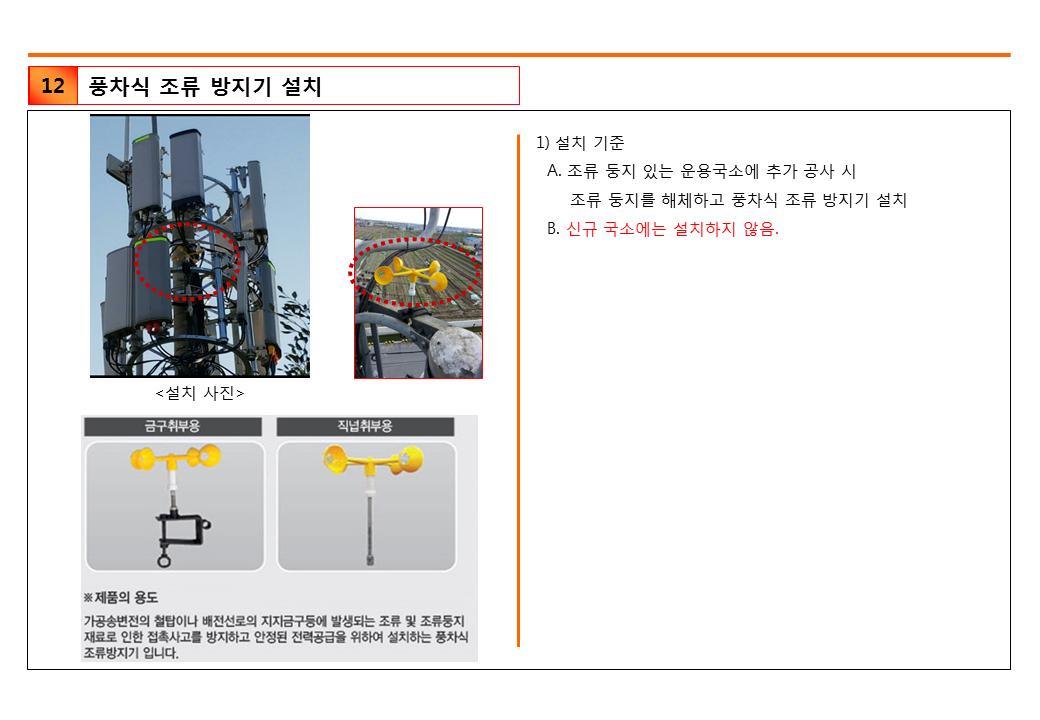 12
풍차식 조류 방지기 설치
<설치 사진>
금구취부용
직넙취부용
※제품의 용도
가공송변전의 철탑이나 배전선로의 지지금구등에 발생되는 조류 및 조류둥지
재료로 인한 접촉사고를 방지하고 안정된 전력공급을 위하여 설치하는 풍차식
조류방지기 입니다.
1) 설치 기준
A. 조류 둥지 있는 운용국소에 추가 공사 시
조류 둥지를 해체하고 풍차식 조류 방지기 설치
B. 신규 국소에는 설치하지 않음.